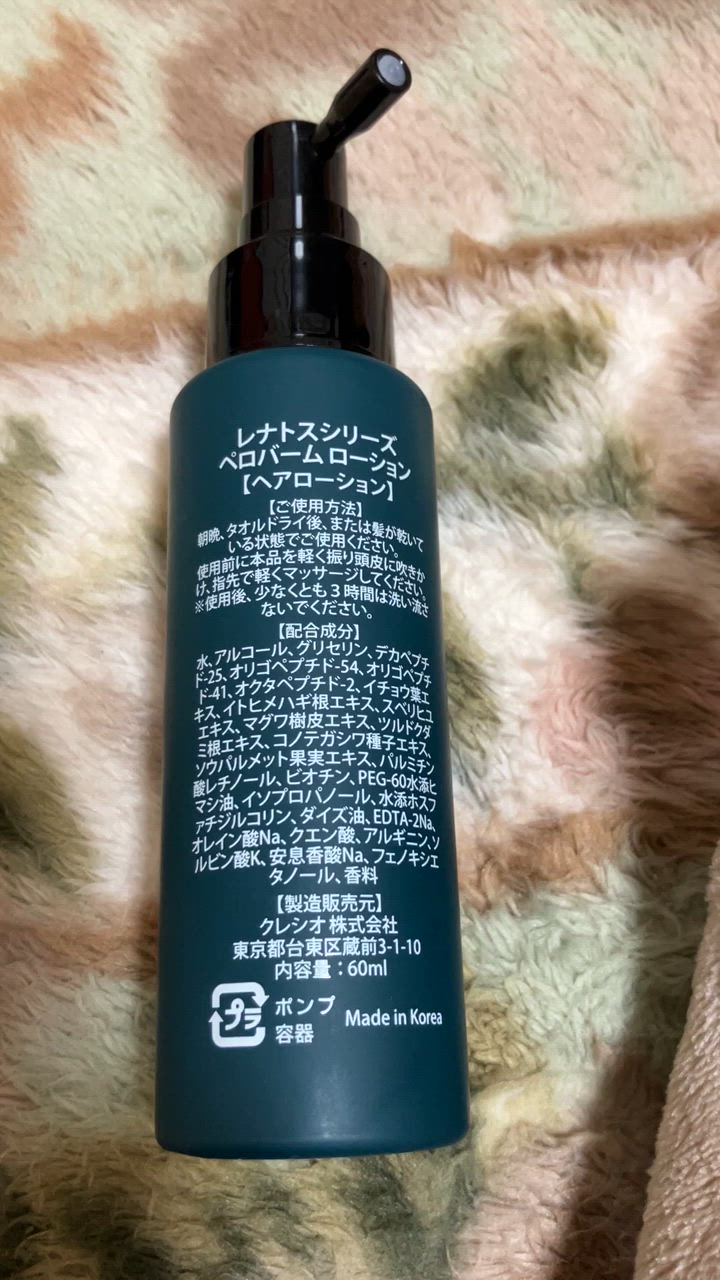 レナトスシリーズ
ペロバーム ローション
【ヘアローション】
【ご使用方法】
朝晩、タオルドライ後、または髪が乾いて
いる状態でご使用ください。
使用前に本品を軽く振り頭皮に吹きか
け、指先で軽くマッサージしてください。
※使用後、少なくとも3時間は洗い流さ
ないでください。
【配合成分】
水、アルコール、グリセリン、デカペプチ
ド-25、オリゴペプチド-54、オリゴペプチ
ド-41、オクタペプチド-2、イチョウ葉エ
キス、イトヒメハギ根エキス、スベリヒユ
エキス、マグワ樹皮エキス、ツルドクダ
ミ根エキス、コノテガシワ種子エキス、
ソウパルメット果実エキス、パルミチン
酸レチノール、ビオチン、PEG-60水添ヒ
マシ油、イソプロパノール、水添ホスフ
ァチジルコリン、ダイズ油、EDTA-2Na、
オレイン酸Na、クエン酸、アルギニン、ソ
ルビン酸K、安息香酸Na、フェノキシエ
タノール、香料
【製造販売元】
クレシオ 株式会社
東京都台東区蔵前3-1-10
内容量：60ml
プラ
ポンプ
容器
Made in Korea